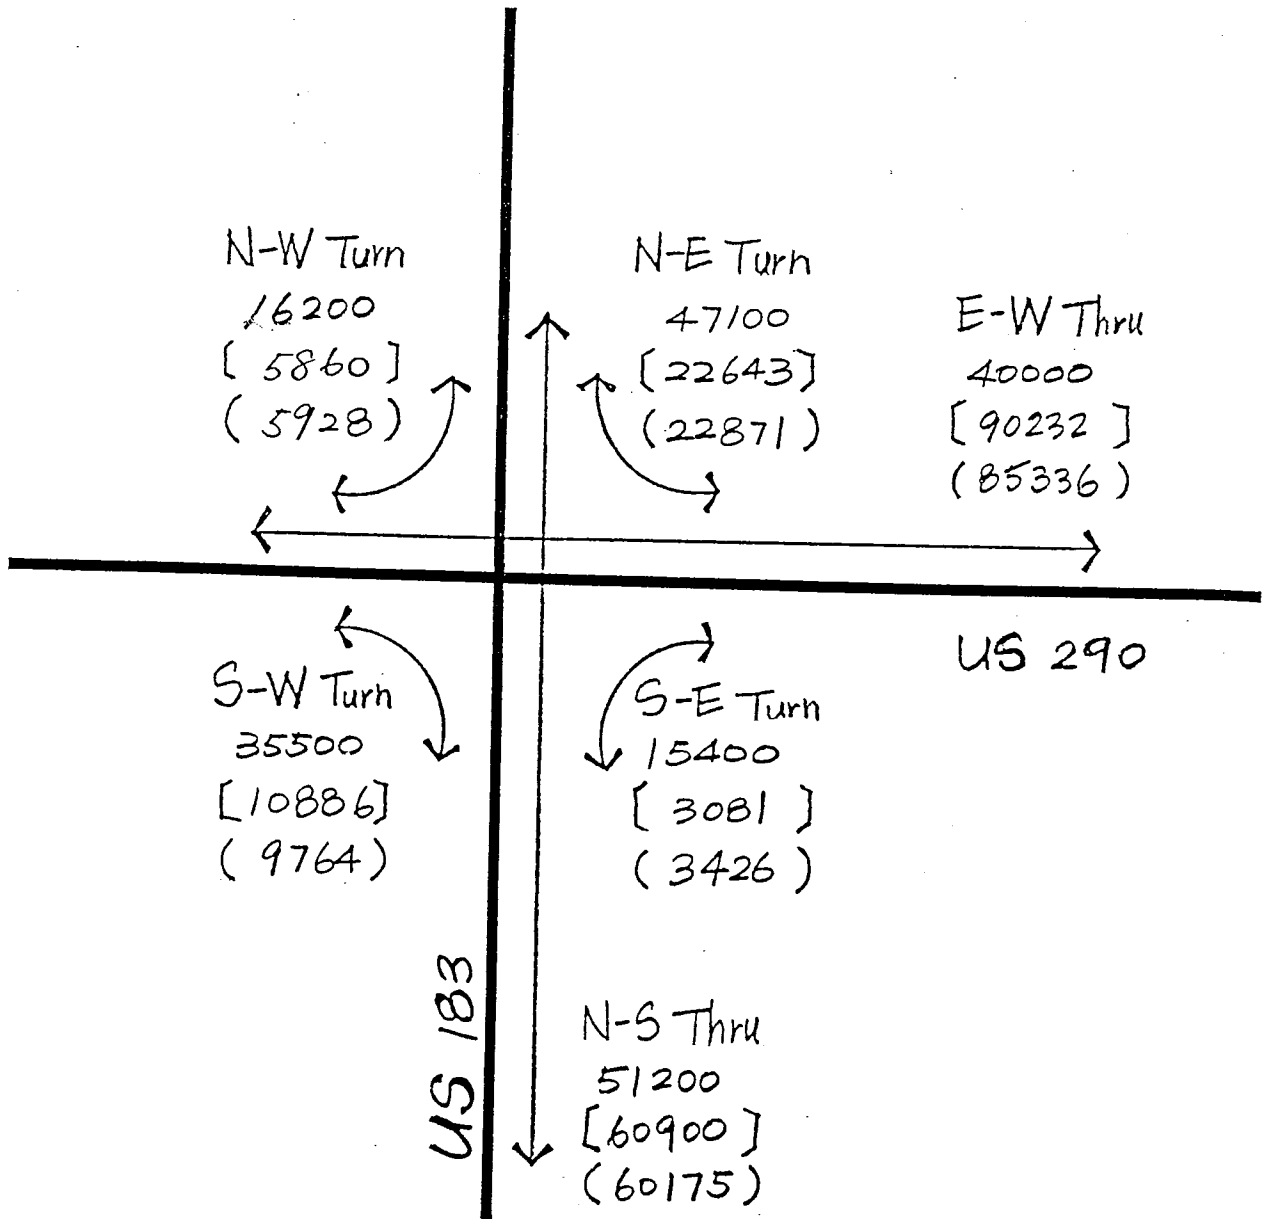 N-W Turn
16200
[ 5860 ]
( 5928 )
N-E Turn
47100
[22643]
(22871)
E-W Thru
40000
[90232 ]
(85336)
US 290
S-W Turn
35500
[10886]
( 9764)
S-E Turn
15400
[ 3081 ]
( 3426 )
US 183
N-S Thru
51200
[60900 ]
(60175)